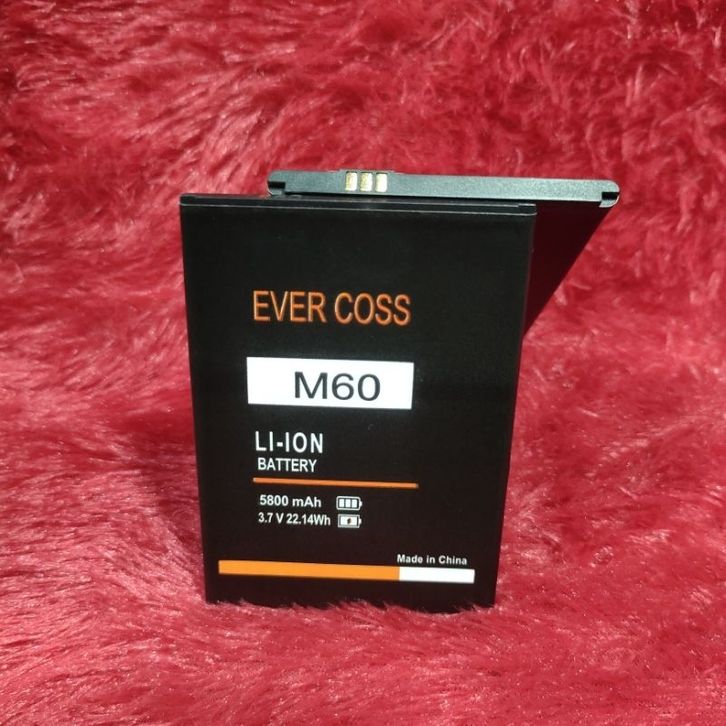 EVER COSS
M60
LI-ION
BATTERY
5800 mAh
3.7 V 22.14Wh
Made in China